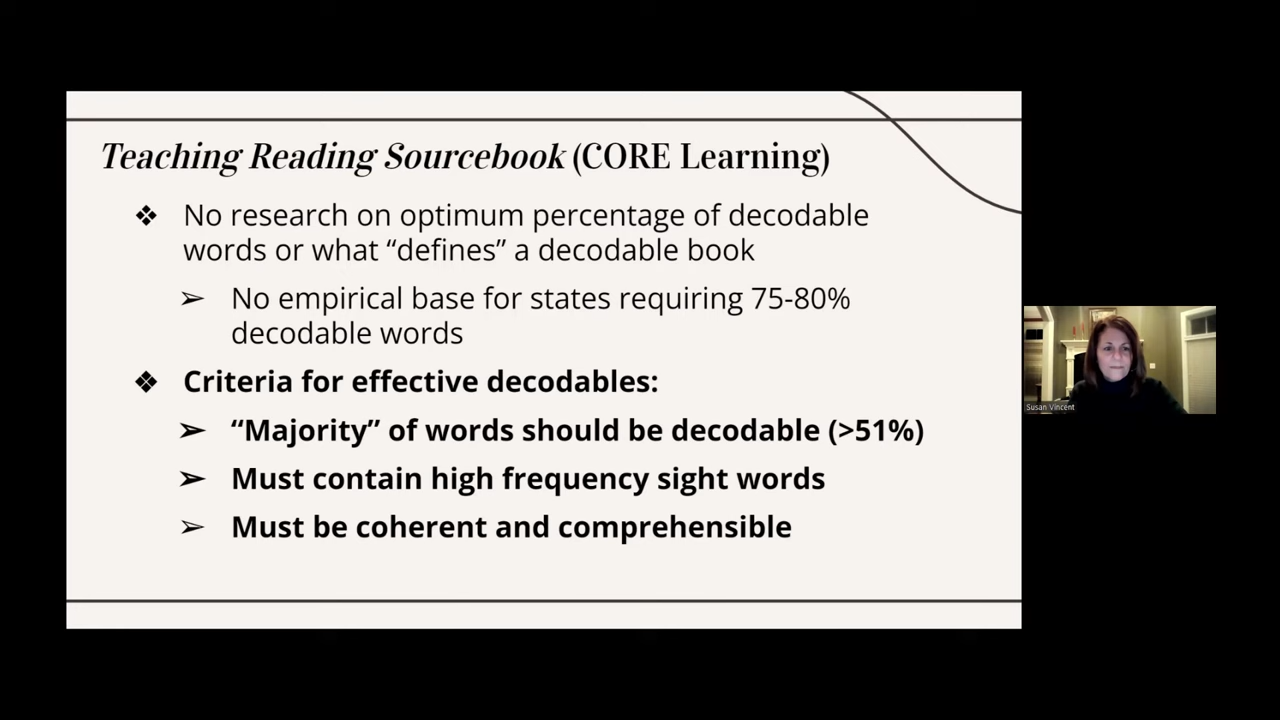 Teaching Reading Sourcebook (CORE Learning)
❖ No research on optimum percentage of decodable
words or what “defines” a decodable book
➢ No empirical base for states requiring 75-80%
decodable words
❖ Criteria for effective decodables:
➢ “Majority” of words should be decodable (>51%)
➢ Must contain high frequency sight words
➢ Must be coherent and comprehensible
Susan Vincent